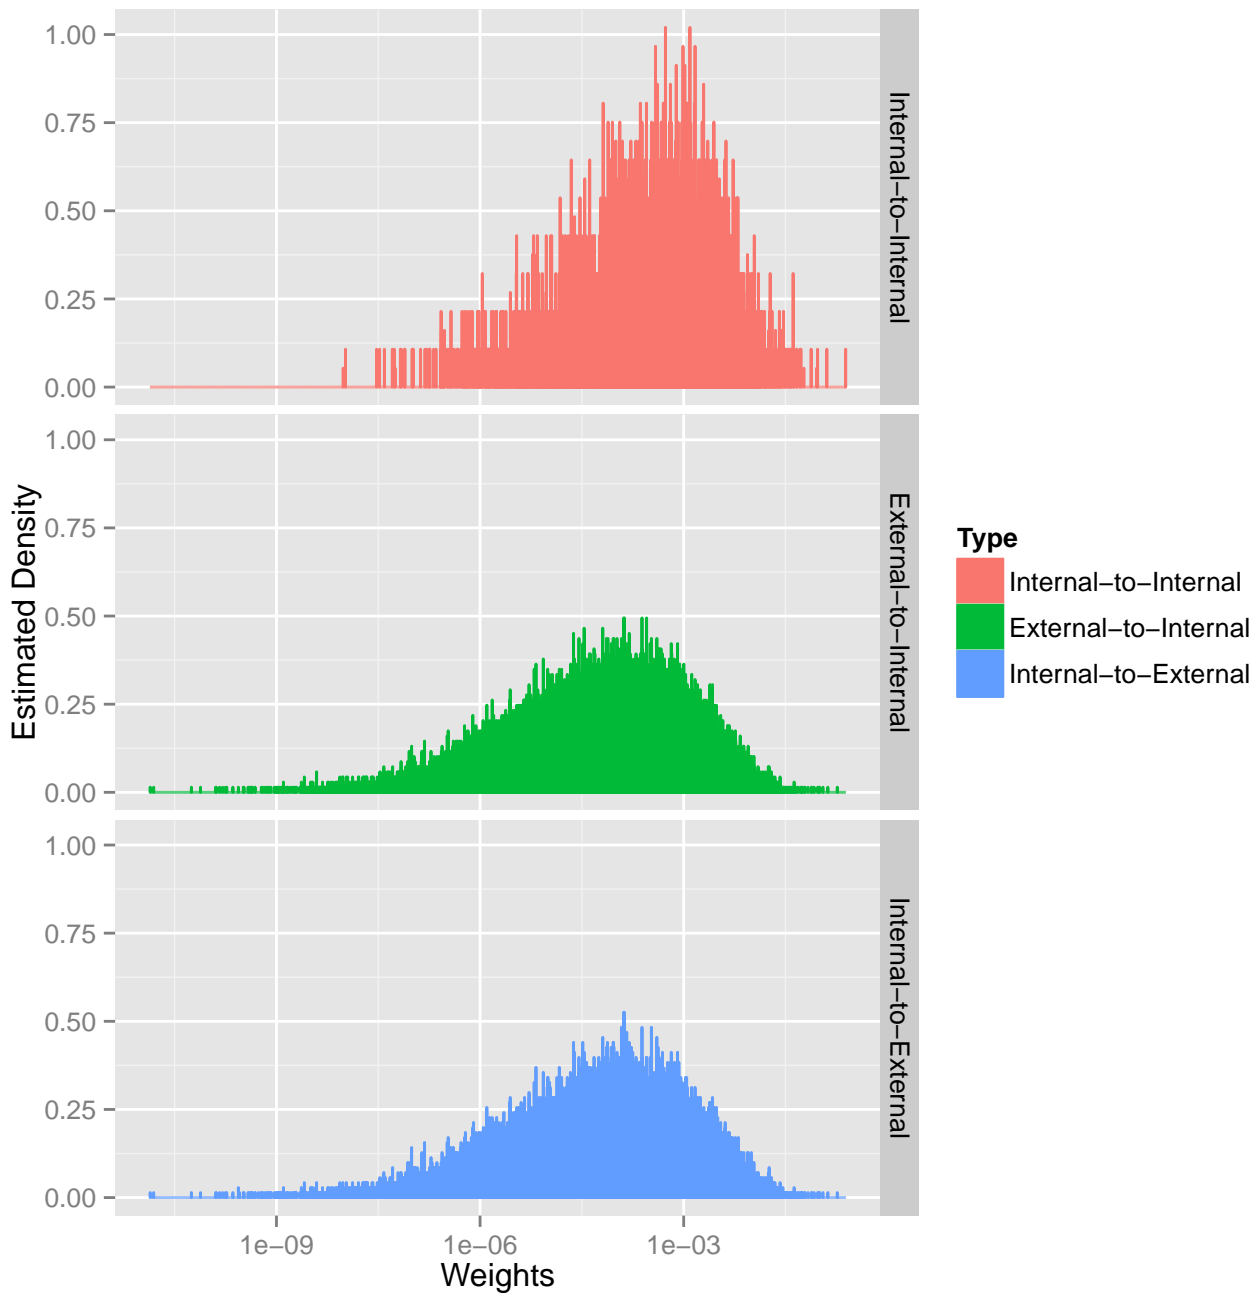 Estimated Density
1.00
0.75
0.50
0.25
0.00
Internal−to−Internal
1.00
0.75
0.50
0.25
0.00
External−to−Internal
1.00
0.75
0.50
0.25
0.00
Internal−to−External
1e−09
1e−06
1e−03
Weights
Type
Internal−to−Internal
External−to−Internal
Internal−to−External